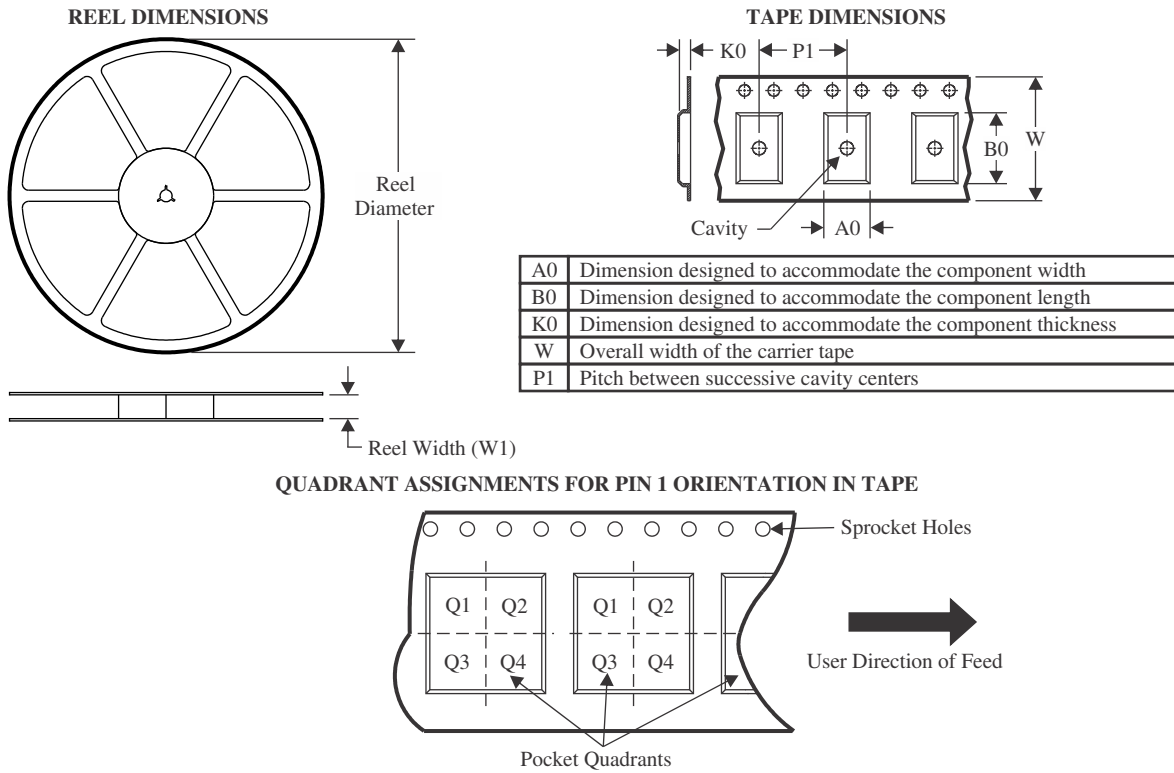 REEL DIMENSIONS
Reel
Diameter
Reel Width (W1)
TAPE DIMENSIONS
K0
P1
B0
W
Cavity
A0
A0 Dimension designed to accommodate the component width
B0 Dimension designed to accommodate the component length
K0 Dimension designed to accommodate the component thickness
W Overall width of the carrier tape
P1 Pitch between successive cavity centers
QUADRANT ASSIGNMENTS FOR PIN 1 ORIENTATION IN TAPE
Sprocket Holes
Q1 Q2 Q1 Q2
Q3 Q4 Q3 Q4
User Direction of Feed
Pocket Quadrants